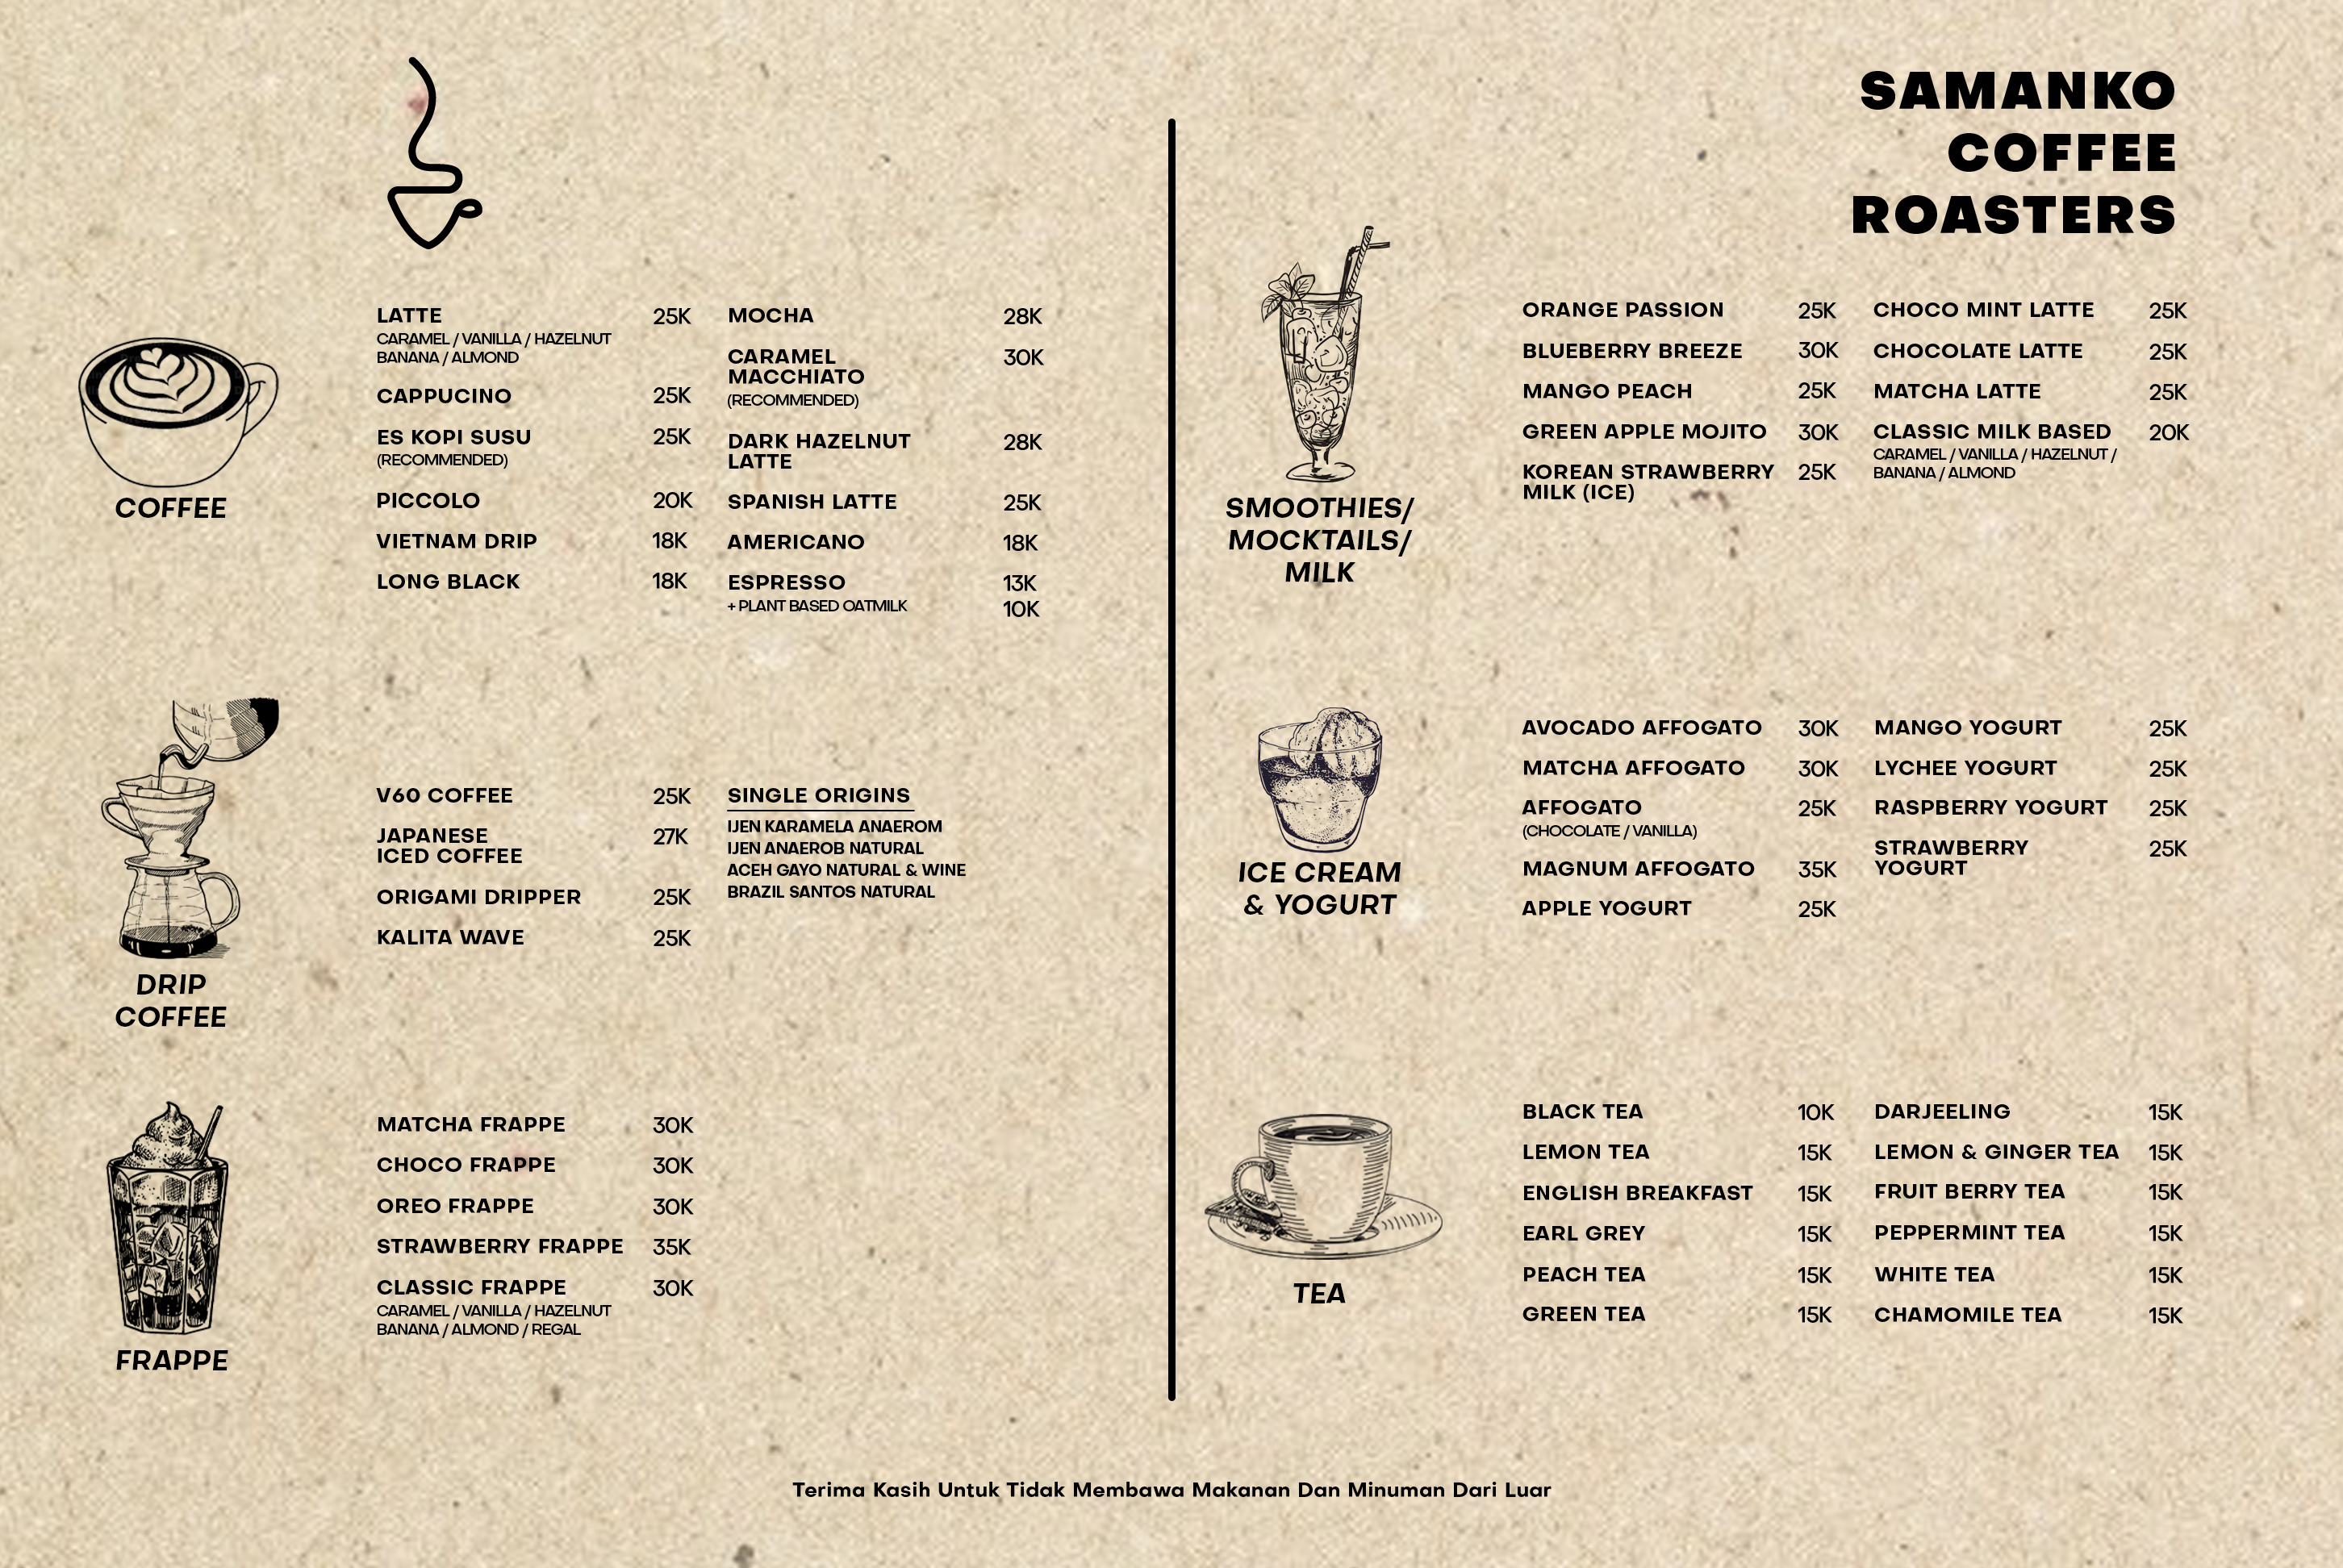 SAMANKO
COFFEE
ROASTERS
COFFEE
LATTE 25K
CARAMEL / VANILLA / HAZELNUT
BANANA / ALMOND
CAPPUCINO 25K
ES KOPI SUSU 25K
(RECOMMENDED)
PICCOLO 20K
VIETNAM DRIP 18K
LONG BLACK 18K
MOCHA 28K
CARAMEL 30K
MACCHIATO
(RECOMMENDED)
DARK HAZELNUT 28K
LATTE
SPANISH LATTE 25K
AMERICANO 18K
ESPRESSO 13K
+ PLANT BASED OATMILK 10K
DRIP
COFFEE
V60 COFFEE 25K
JAPANESE 27K
ICED COFFEE
ORIGAMI DRIPPER 25K
KALITA WAVE 25K
SINGLE ORIGINS
IJEN KARAMELA ANAEROM
IJEN ANAEROB NATURAL
ACEH GAYO NATURAL & WINE
BRAZIL SANTOS NATURAL
FRAPPE
MATCHA FRAPPE 30K
CHOCO FRAPPE 30K
OREO FRAPPE 30K
STRAWBERRY FRAPPE 35K
CLASSIC FRAPPE 30K
CARAMEL / VANILLA / HAZELNUT
BANANA / ALMOND / REGAL
SMOOTHIES/
MOCKTAILS/
MILK
ORANGE PASSION 25K
BLUEBERRY BREEZE 30K
MANGO PEACH 25K
GREEN APPLE MOJITO 30K
KOREAN STRAWBERRY 25K
MILK (ICE)
CHOCO MINT LATTE 25K
CHOCOLATE LATTE 25K
MATCHA LATTE 25K
CLASSIC MILK BASED 20K
CARAMEL / VANILLA / HAZELNUT /
BANANA / ALMOND
ICE CREAM
& YOGURT
AVOCADO AFFOGATO 30K
MATCHA AFFOGATO 30K
AFFOGATO 25K
(CHOCOLATE / VANILLA)
MAGNUM AFFOGATO 35K
APPLE YOGURT 25K
MANGO YOGURT 25K
LYCHEE YOGURT 25K
RASPBERRY YOGURT 25K
STRAWBERRY 25K
YOGURT
TEA
BLACK TEA 10K
LEMON TEA 15K
ENGLISH BREAKFAST 15K
EARL GREY 15K
PEACH TEA 15K
GREEN TEA 15K
DARJEELING 15K
LEMON & GINGER TEA 15K
FRUIT BERRY TEA 15K
PEPPERMINT TEA 15K
WHITE TEA 15K
CHAMOMILE TEA 15K
Terima Kasih Untuk Tidak Membawa Makanan Dan Minuman Dari Luar